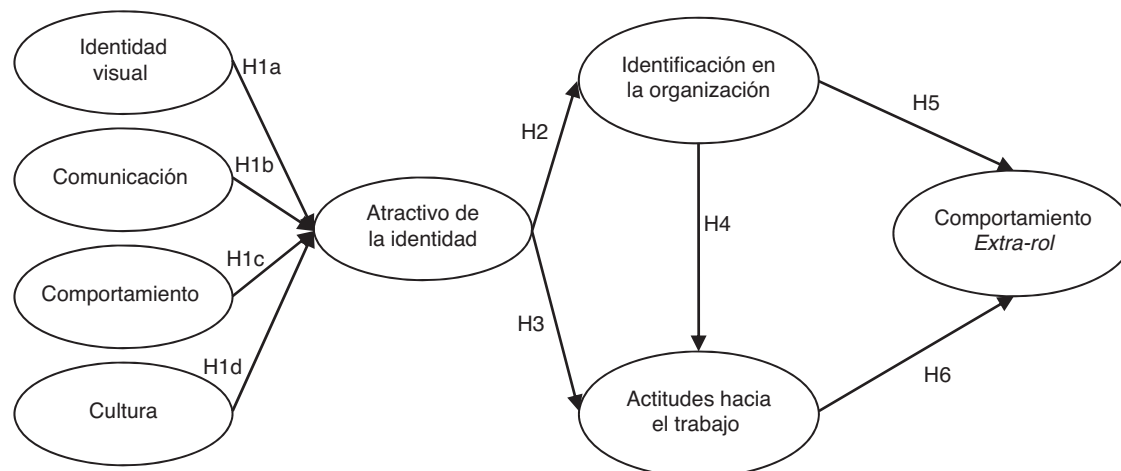 Identidad
visual
H1a
Comunicación
H1b
Comportamiento
H1c
Cultura
H1d
Atractivo de
la identidad
H2
H3
Identificación en
la organización
H4
Actitudes hacia
el trabajo
H5
H6
Comportamiento
Extra-rol